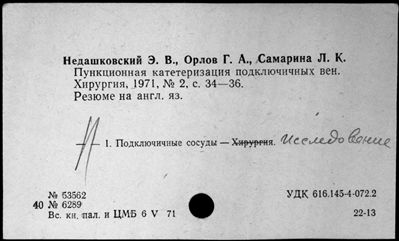 Недашковский Э. В., Орлов Г. А., Самарина Л. К.
Пункционная катетеризация подключичных вен.
Хирургия, 1971, № 2, с. 34—36.
Резюме на англ. яз.
— 1. Подключичные сосуды — Хирургия. исследование
№ 53562
40 № 6289
Вс. кн. пал. и ЦМБ 6 V 71
УДК 616.145-4-072.2
22-13